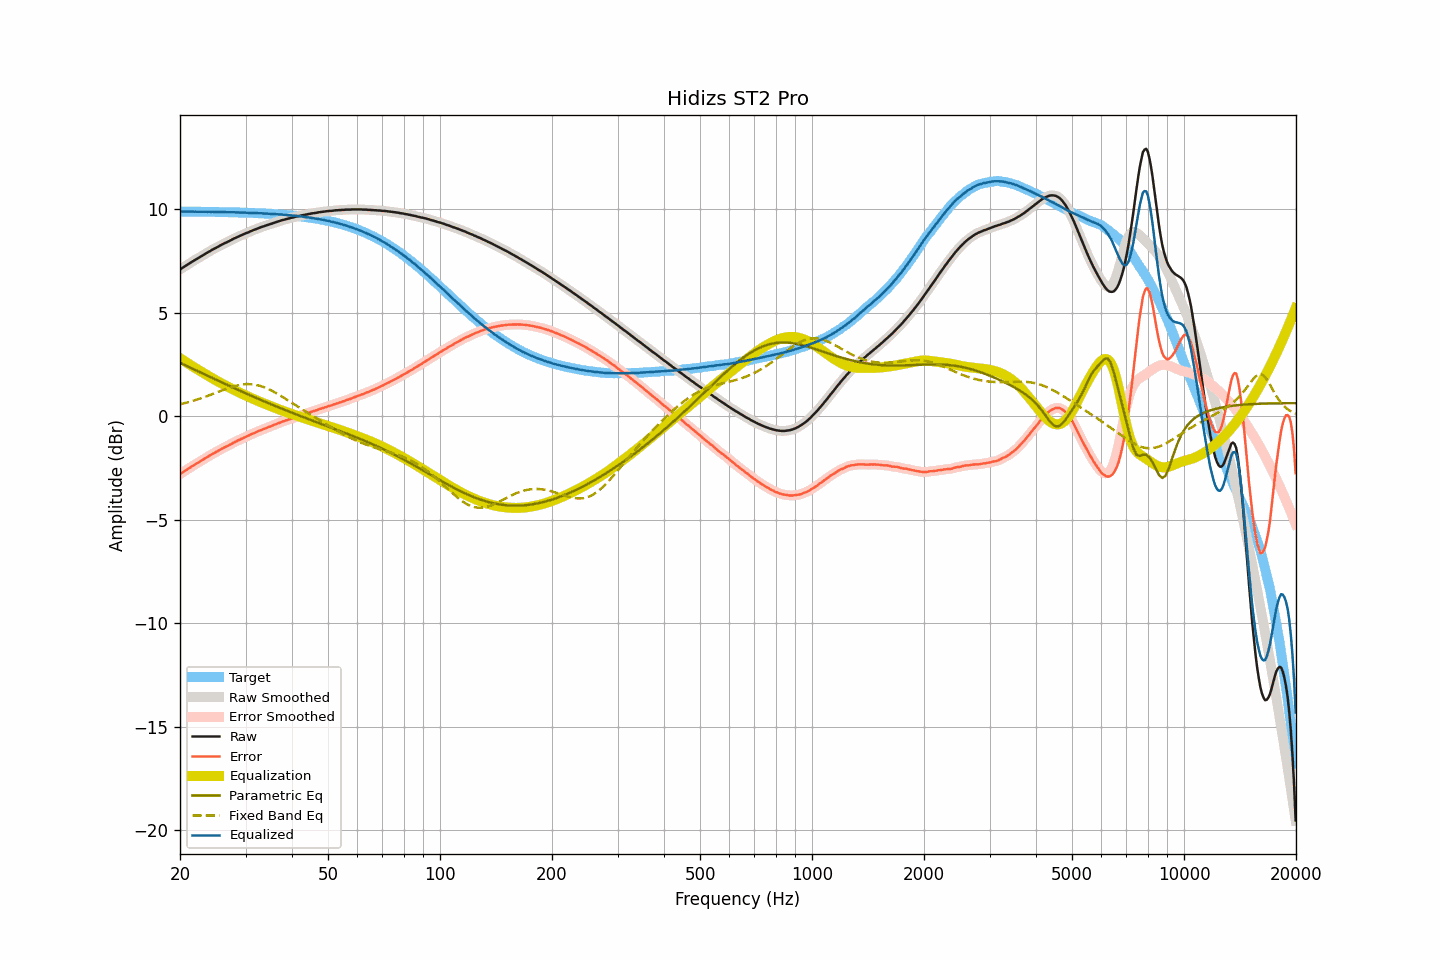 Hidizs ST2 Pro
Amplitude (dBr)
10
5
0
−5
−10
−15
−20
Target
Raw Smoothed
Error Smoothed
Raw
Error
Equalization
Parametric Eq
Fixed Band Eq
Equalized
20 50 100 200 500 1000 2000 5000 10000 20000
Frequency (Hz)